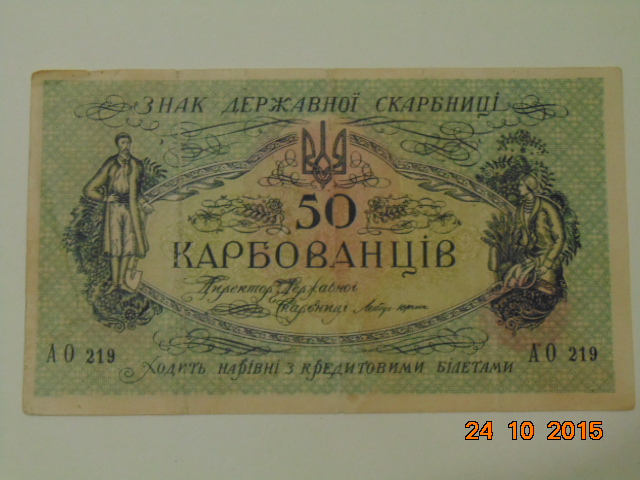 ЗНАК ДЕРЖАВНОЇ СКАРБНИЦІ
50
КАРБОВАНЦІВ
Директор Державної
Скарбниці
АО 219
АО 219
Ходить нарівні з кредитовими білетами
24 10 2015